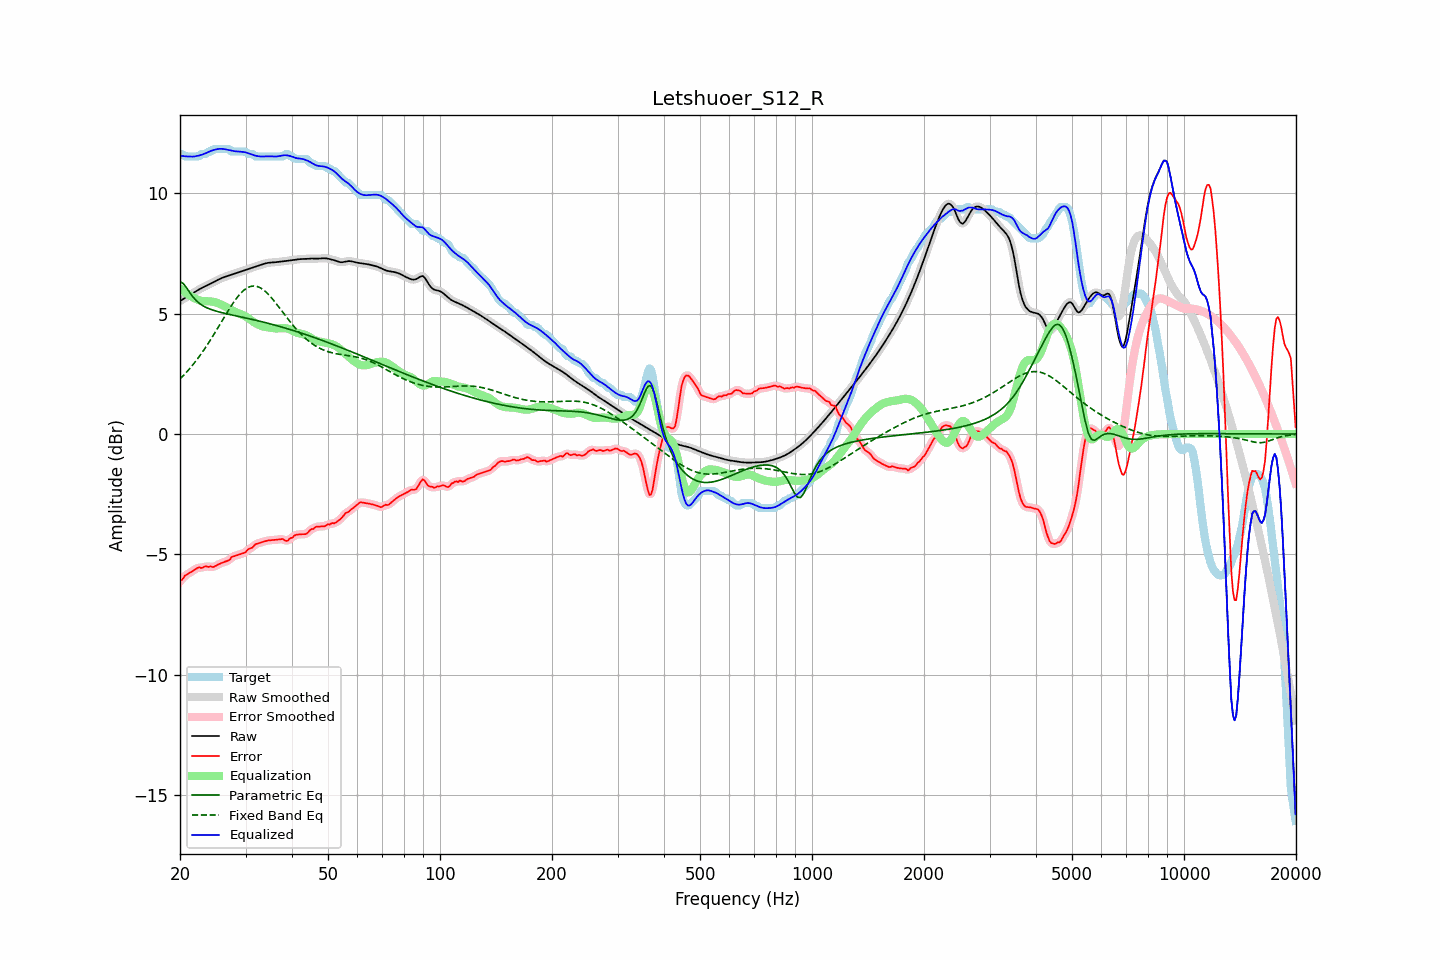 Letshuoer_S12_R
Amplitude (dBr)
10
5
0
−5
−10
−15
Target
Raw Smoothed
Error Smoothed
Raw
Error
Equalization
Parametric Eq
Fixed Band Eq
Equalized
20 50 100 200 500 1000 2000 5000 10000 20000
Frequency (Hz)